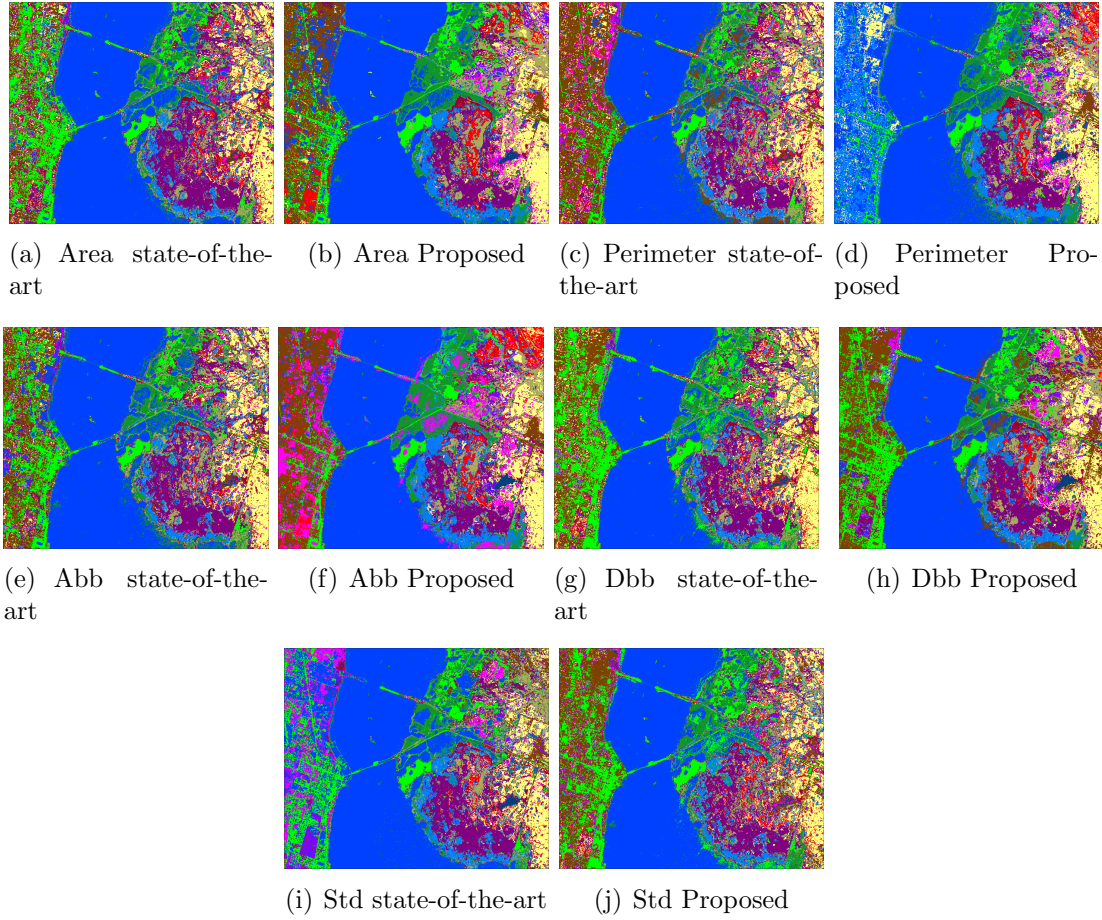 (a) Area state-of-the-
art
(b) Area Proposed
(c) Perimeter state-of-
the-art
(d) Perimeter Pro-
posed
(e) Abb state-of-the-
art
(f) Abb Proposed
(g) Dbb state-of-the-
art
(h) Dbb Proposed
(i) Std state-of-the-art
(j) Std Proposed